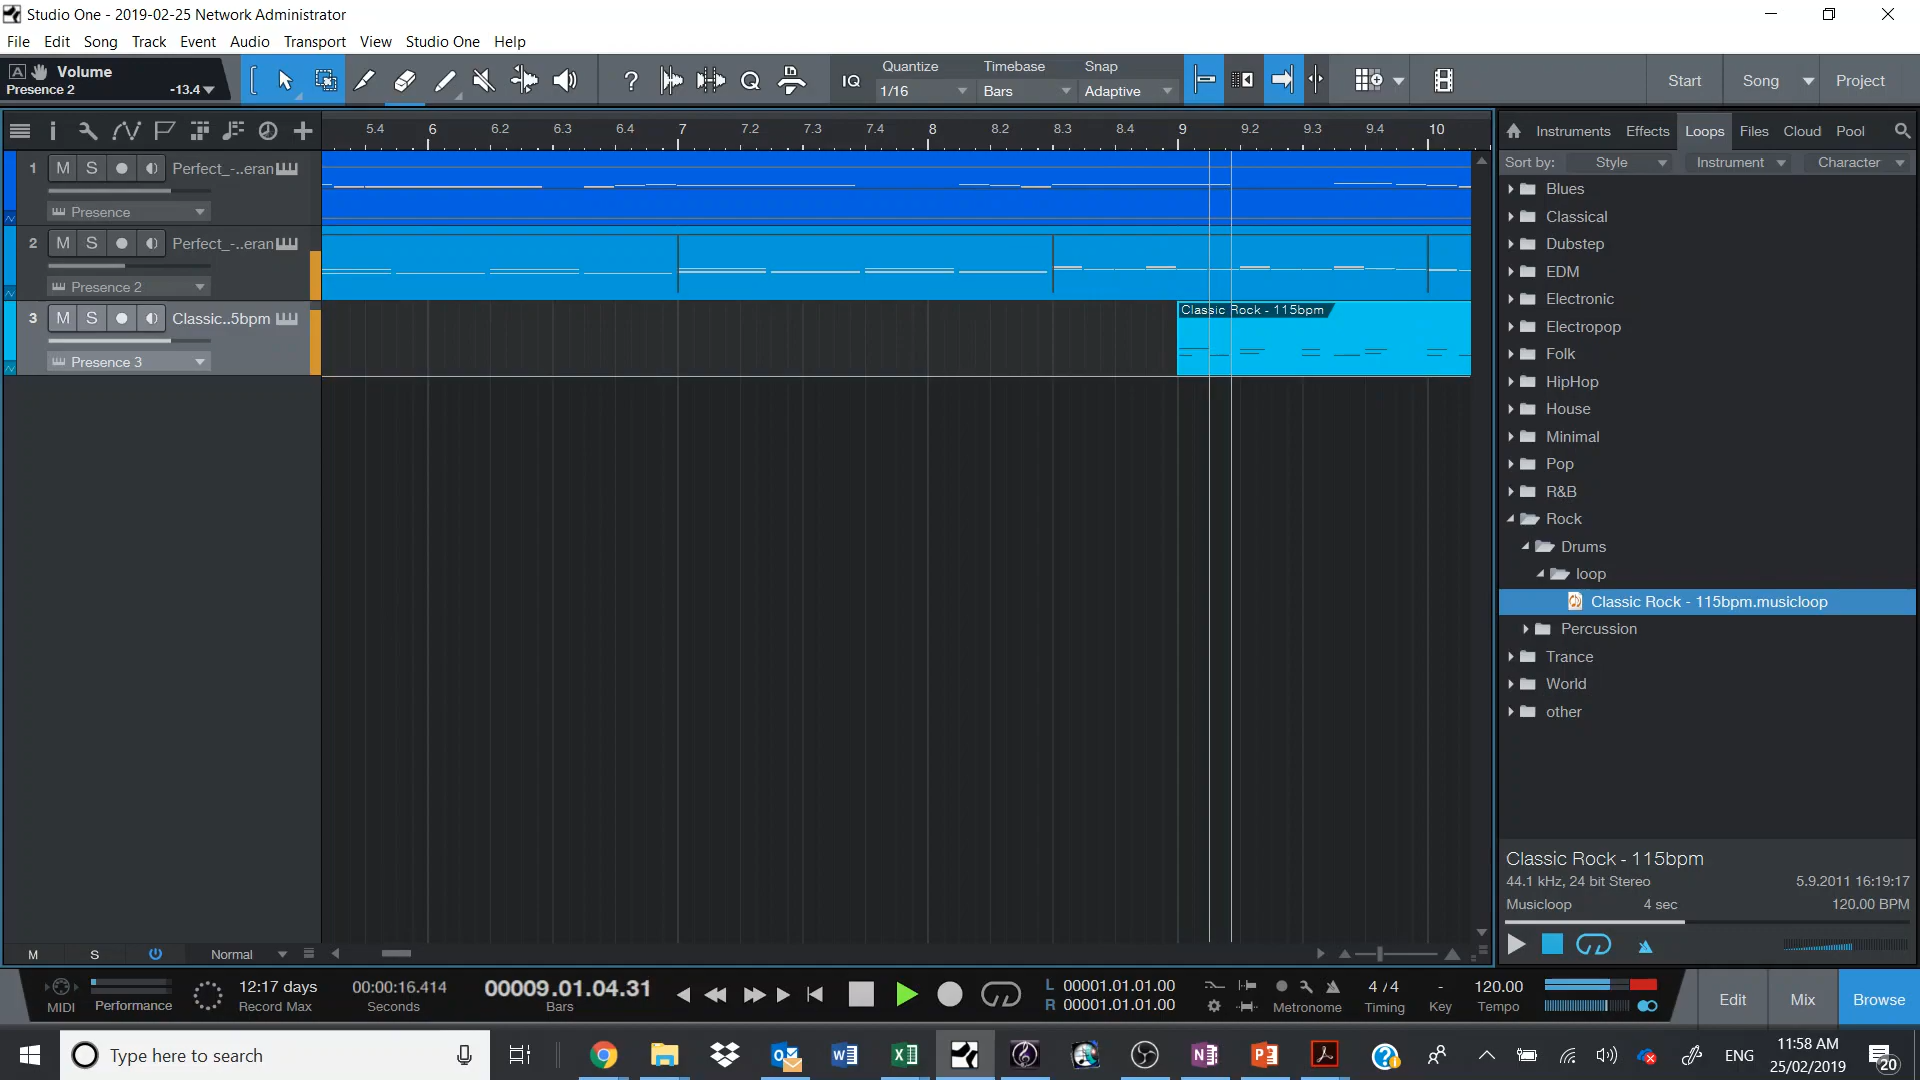 Studio One - 2019-02-25 Network Administrator
File Edit Song Track Event Audio Transport View Studio One Help
A Volume
Presence 2 -13.4
IQ Quantize Timebase Snap
1/16 Bars Adaptive
Start Song Project
5.4 6 6.2 6.3 6.4 7 7.2 7.3 7.4 8 8.2 8.3 8.4 9 9.2 9.3 9.4 10
Instruments Effects Loops Files Cloud Pool
Sort by: Style Instrument Character
1 M S Perfect_-..eran
Presence
2 M S Perfect_-..eran
Presence 2
3 M S Classic..5bpm
Presence 3
Classic Rock - 115bpm
Blues
Classical
Dubstep
EDM
Electronic
Electropop
Folk
HipHop
House
Minimal
Pop
R&B
Rock
Drums
loop
Classic Rock - 115bpm.musicloop
Percussion
Trance
World
other
Classic Rock - 115bpm
44.1 kHz, 24 bit Stereo 5.9.2011 16:19:17
Musicloop 4 sec 120.00 BPM
M S Normal
MIDI Performance
12:17 days
Record Max
00:00:16.414
Seconds
00009.01.04.31
Bars
L 00001.01.01.00
R 00001.01.01.00
Metronome
4 / 4
Timing
-
Key
120.00
Tempo
Edit Mix Browse
Type here to search
ENG
11:58 AM
25/02/2019
20